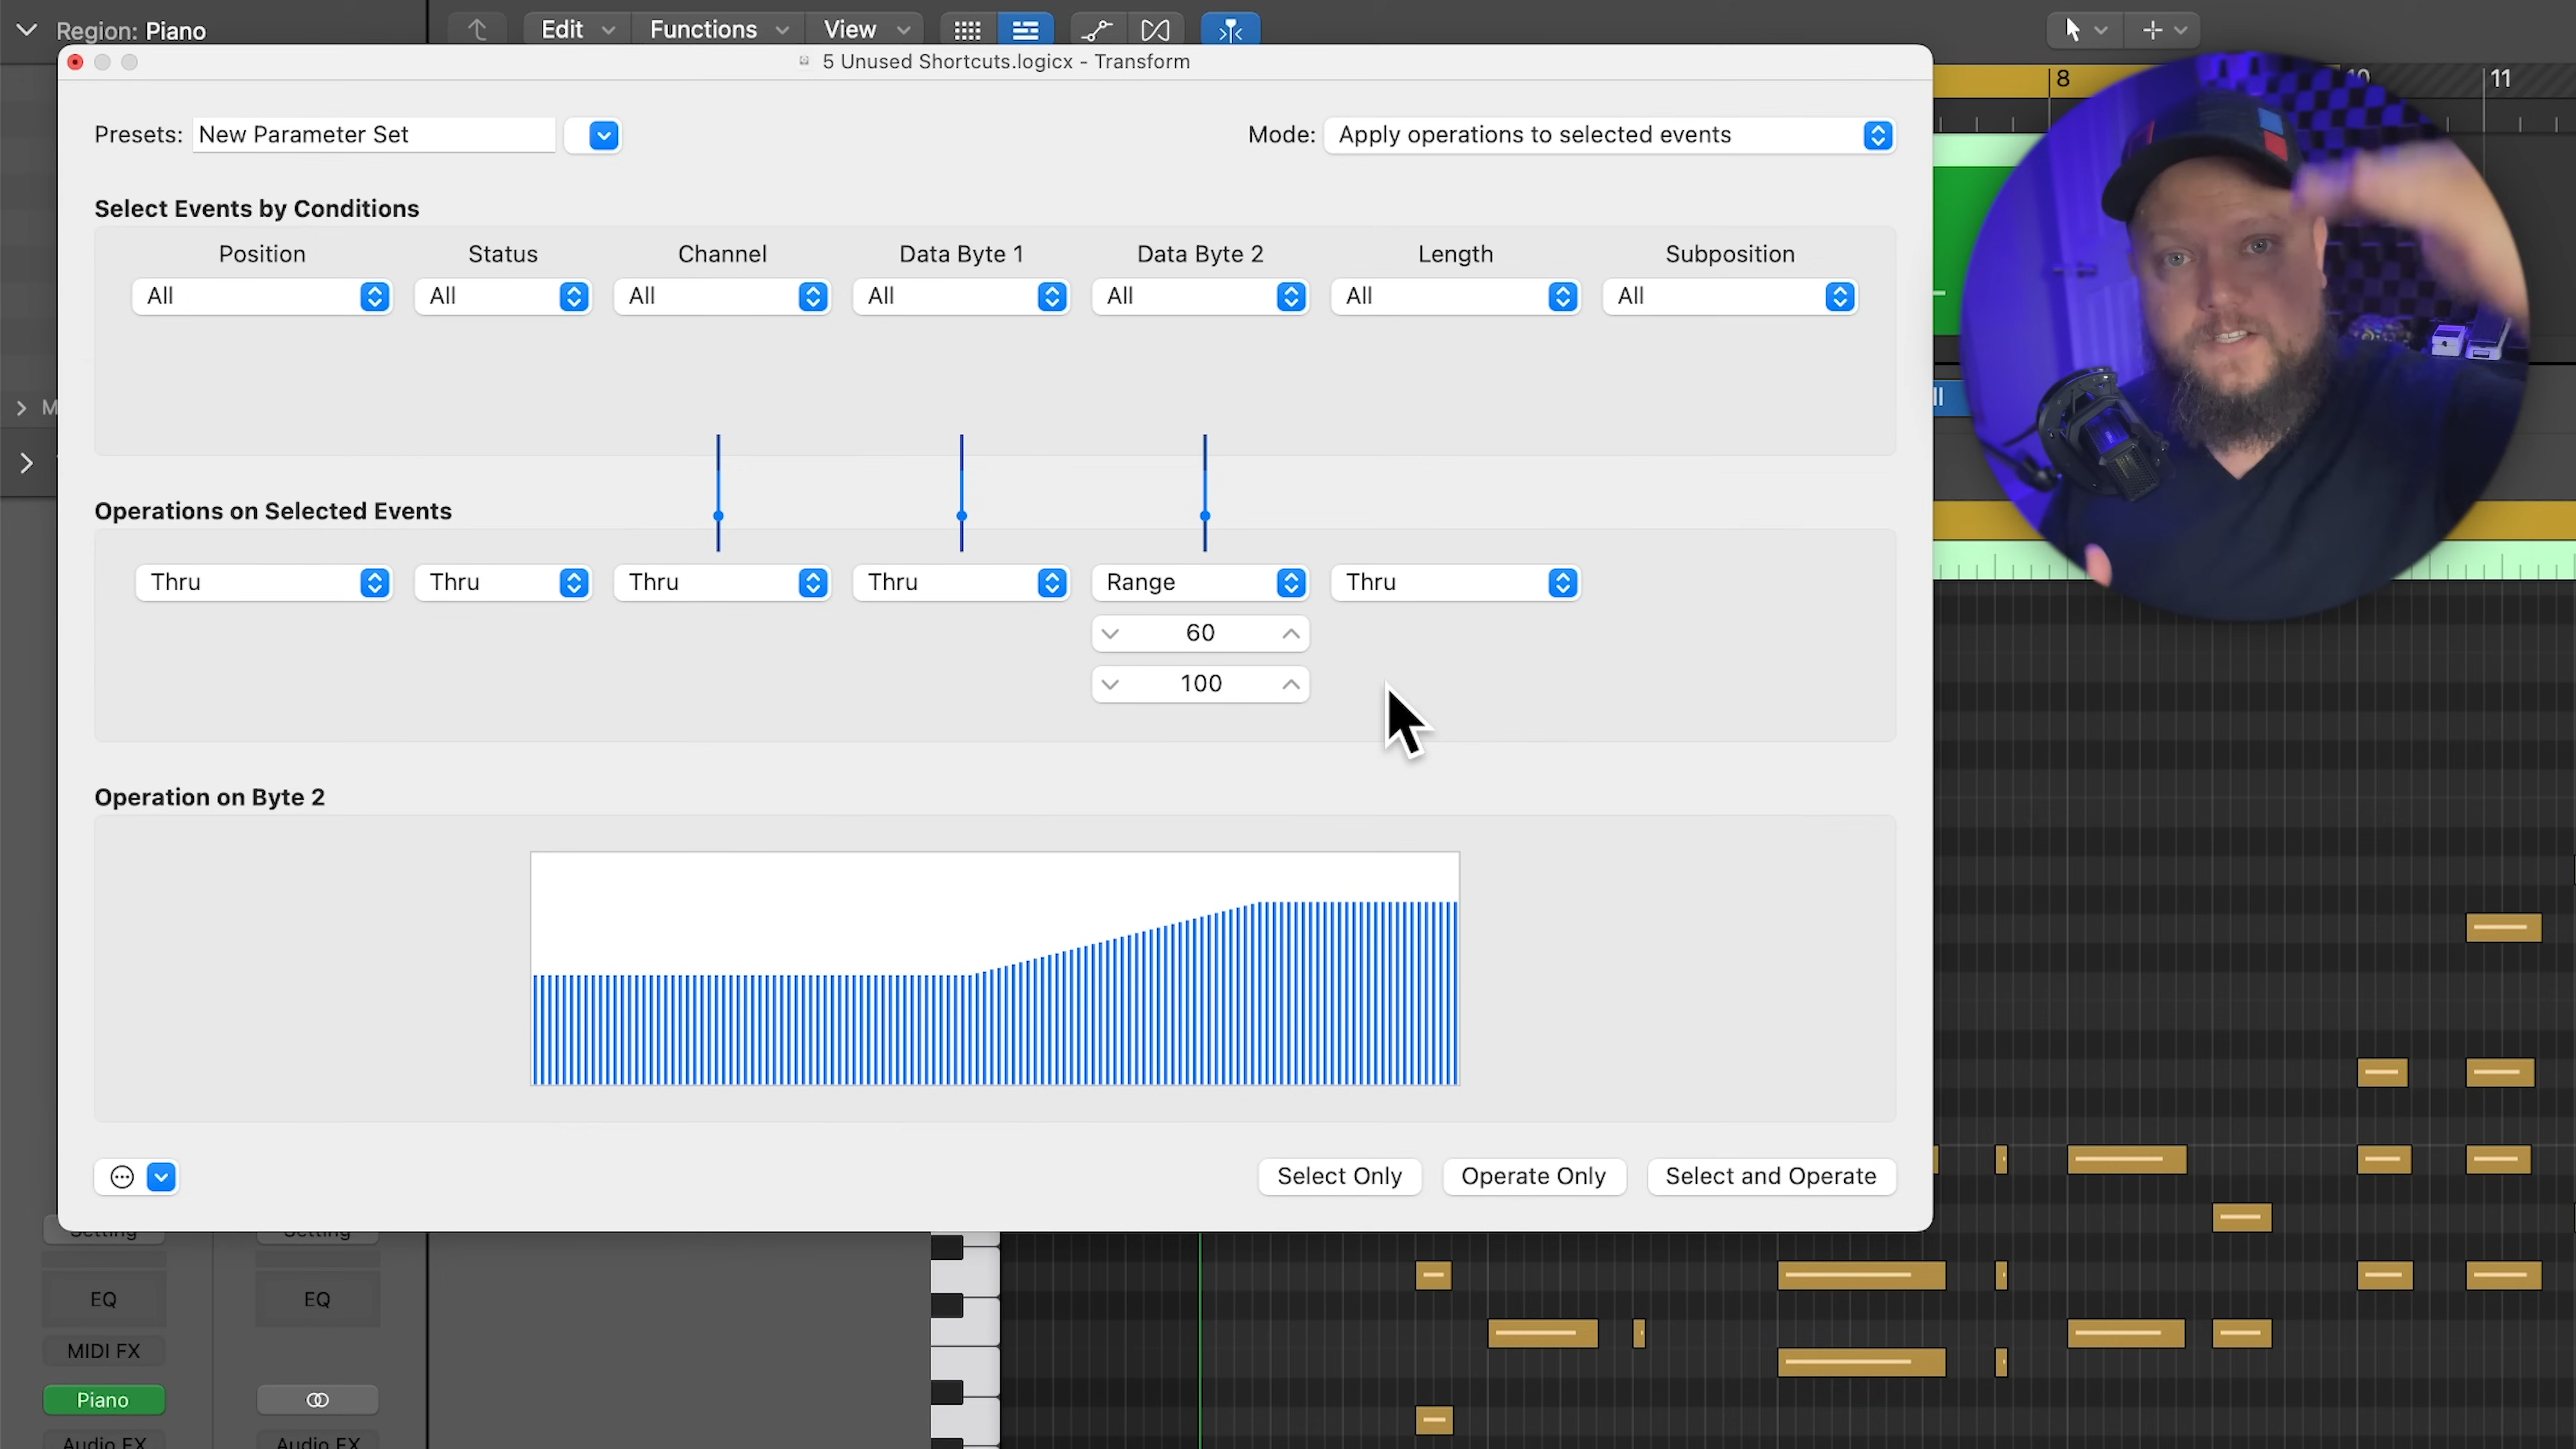 Region: Piano
Edit
Functions
View
5 Unused Shortcuts.logicx - Transform
8
10
11
Presets: New Parameter Set
Mode: Apply operations to selected events
Select Events by Conditions
Position Status Channel Data Byte 1 Data Byte 2 Length Subposition
All All All All All All All
M
Operations on Selected Events
Thru Thru Thru Thru Range Thru
60
100
Operation on Byte 2
Select Only Operate Only Select and Operate
Setting Setting
EQ EQ
MIDI FX
Piano
Audio FX Audio FX